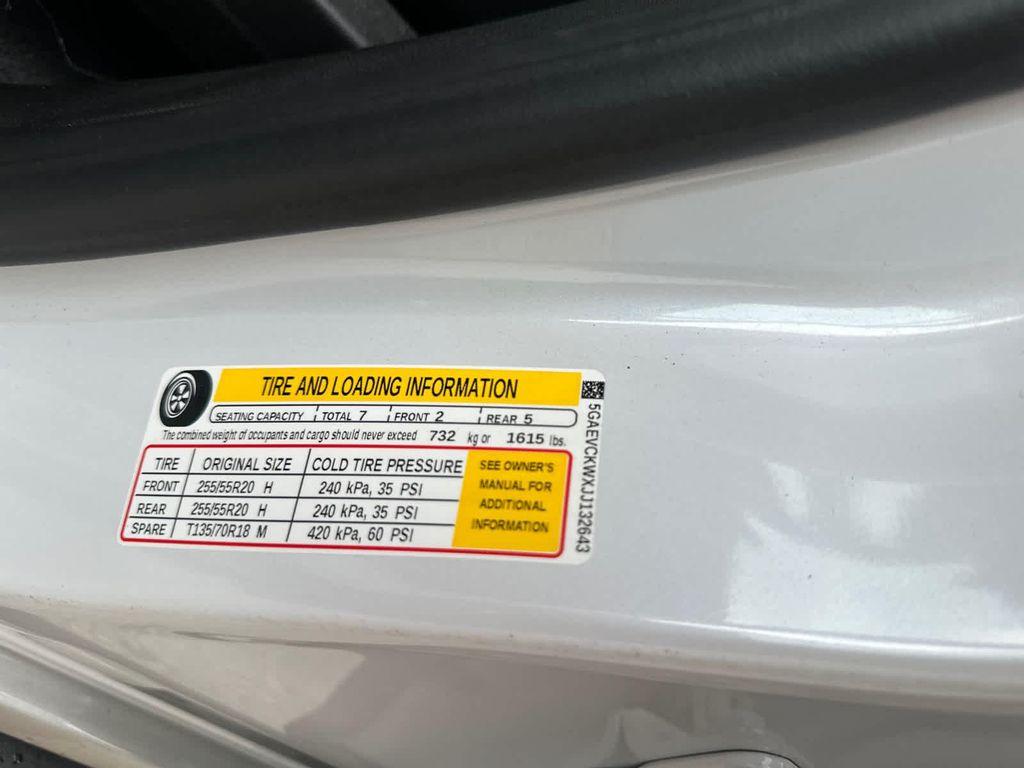 TIRE AND LOADING INFORMATION
SEATING CAPACITY TOTAL 7 FRONT 2 REAR 5
The combined weight of occupants and cargo should never exceed 732 kg or 1615 lbs.
TIRE ORIGINAL SIZE COLD TIRE PRESSURE
FRONT 255/55R20 H 240 kPa, 35 PSI
REAR 255/55R20 H 240 kPa, 35 PSI
SPARE T135/70R18 M 420 kPa, 60 PSI
SEE OWNER'S
MANUAL FOR
ADDITIONAL
INFORMATION
5GAEVCKWXJJ132643